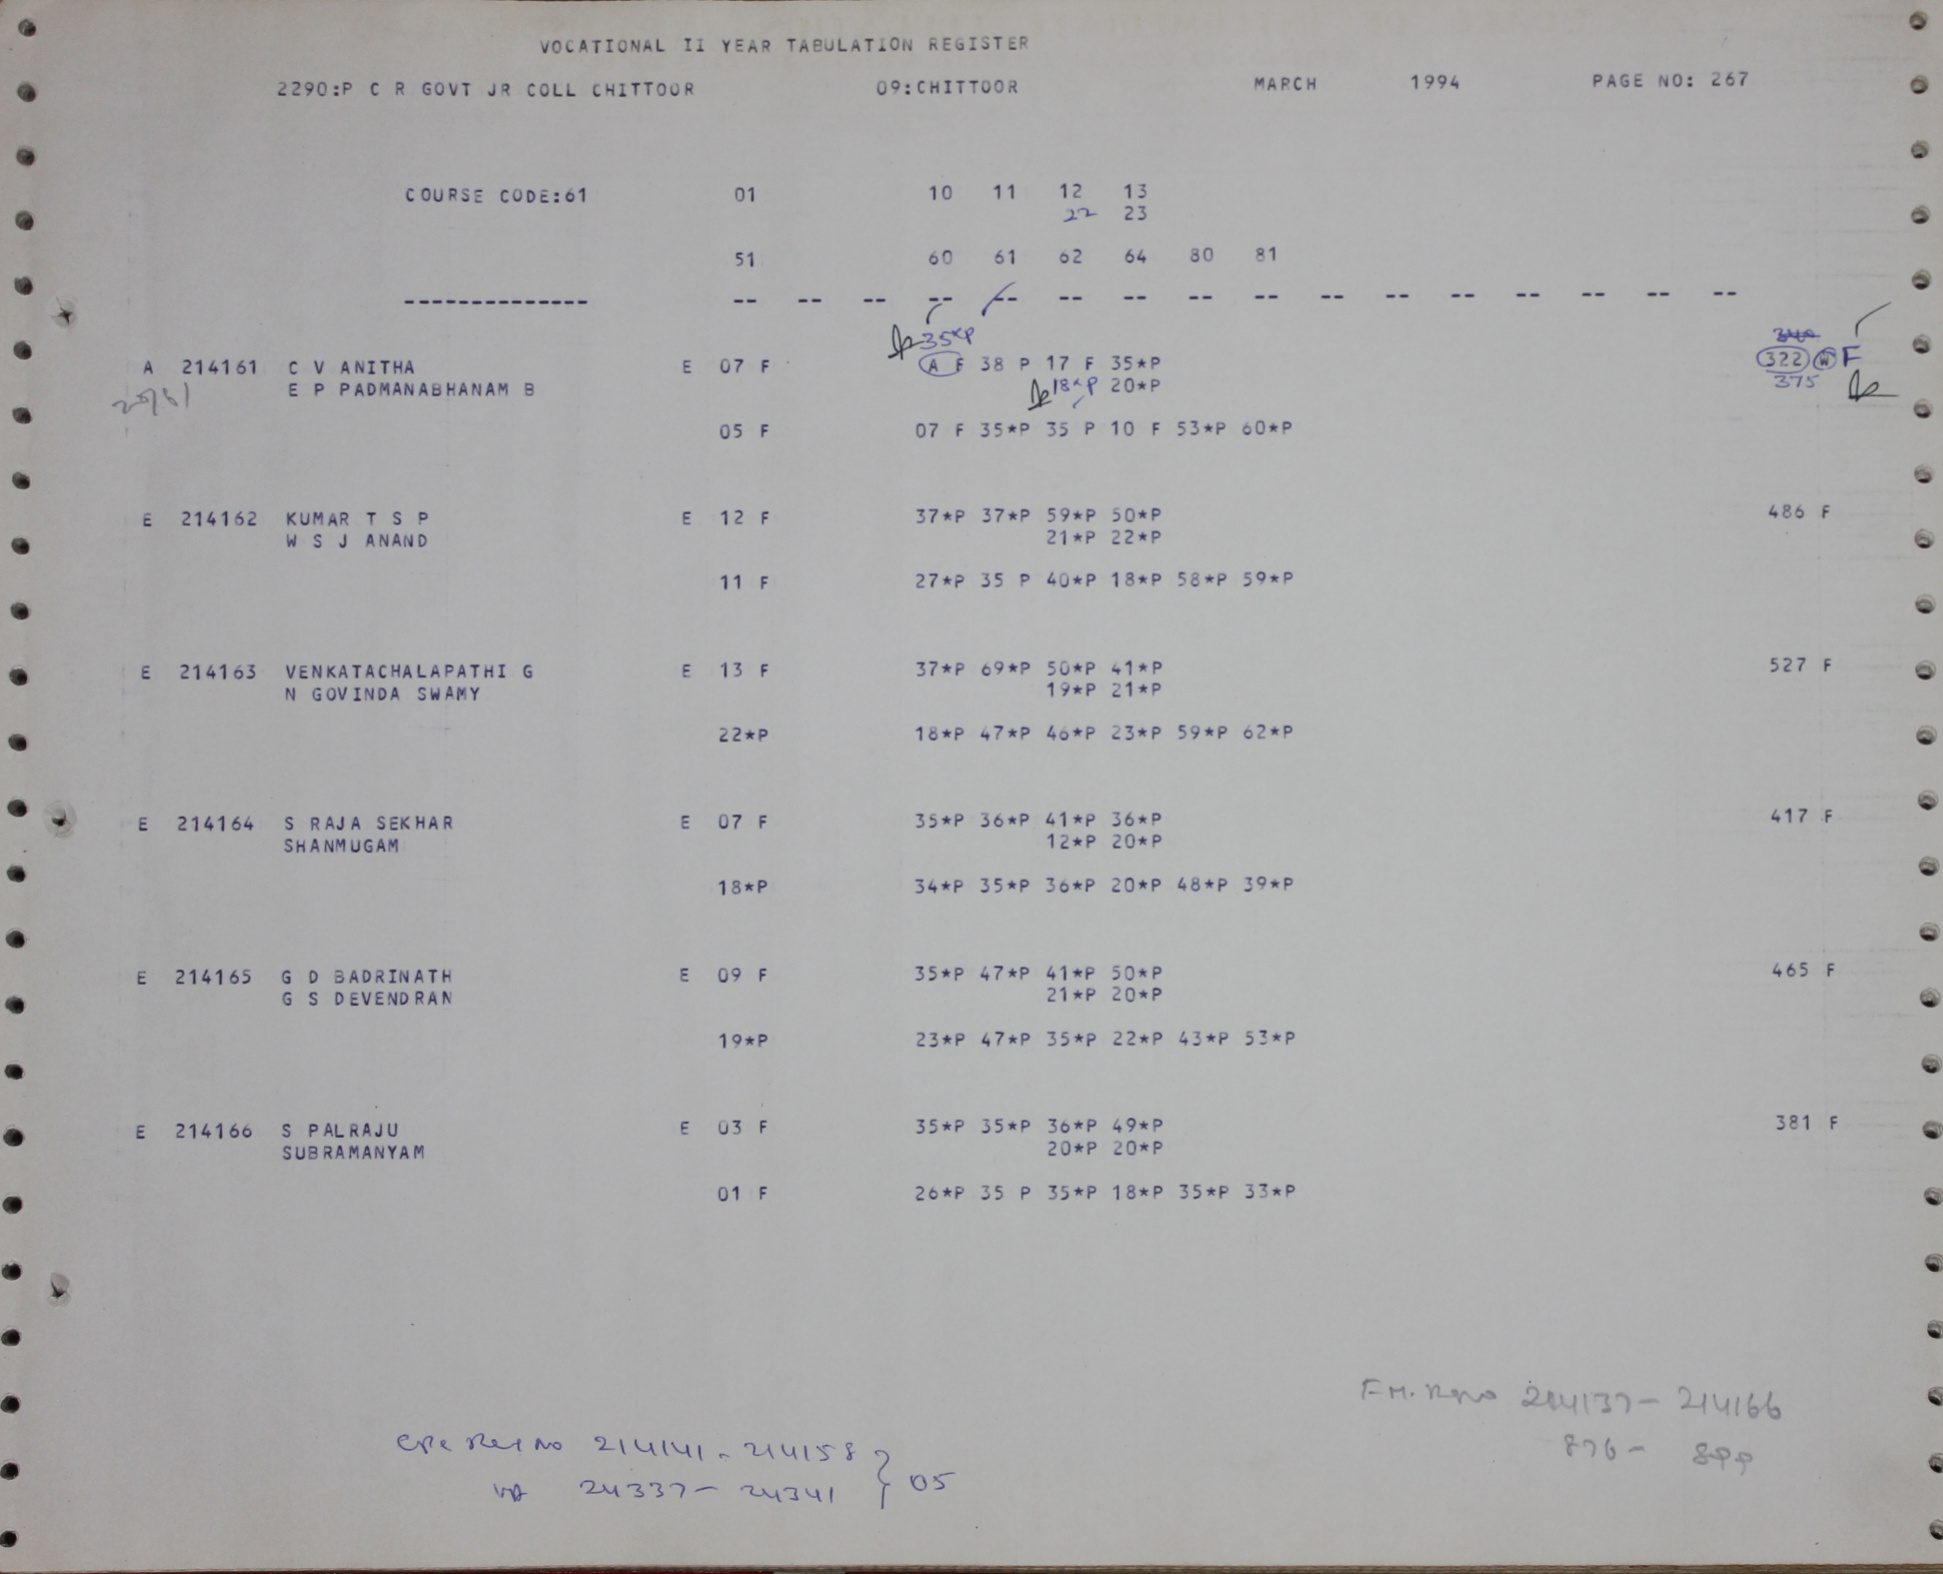 VOCATIONAL II YEAR TABULATION REGISTER
2290:P C R GOVT JR COLL CHITTOOR 09:CHITTOOR MARCH 1994 PAGE NO: 267
COURSE CODE:61 01 10 11 12 13
22 23
51 60 61 62 64 80 81
-------------- -- -- -- -- -- -- -- -- -- -- -- -- -- -- -- --
35*P
A 214161 C V ANITHA E 07 F A F 38 P 17 F 35*P 322 W F
E P PADMANABHANAM B 18*P 20*P 375
05 F 07 F 35*P 35 P 10 F 53*P 60*P
E 214162 KUMAR T S P E 12 F 37*P 37*P 59*P 50*P 486 F
W S J ANAND 21*P 22*P
11 F 27*P 35 P 40*P 18*P 58*P 59*P
E 214163 VENKATACHALAPATHI G E 13 F 37*P 69*P 50*P 41*P 527 F
N GOVINDA SWAMY 19*P 21*P
22*P 18*P 47*P 46*P 23*P 59*P 62*P
E 214164 S RAJA SEKHAR E 07 F 35*P 36*P 41*P 36*P 417 F
SHANMUGAM 12*P 20*P
18*P 34*P 35*P 36*P 20*P 48*P 39*P
E 214165 G D BADRINATH E 09 F 35*P 47*P 41*P 50*P 465 F
G S DEVENDRAN 21*P 20*P
19*P 23*P 47*P 35*P 22*P 43*P 53*P
E 214166 S PALRAJU E 03 F 35*P 35*P 36*P 49*P 381 F
SUBRAMANYAM 20*P 20*P
01 F 26*P 35 P 35*P 18*P 35*P 33*P
F.M. 214137 - 214166
876 - 899
No 214141 - 214158
24337 - 24341 } 05